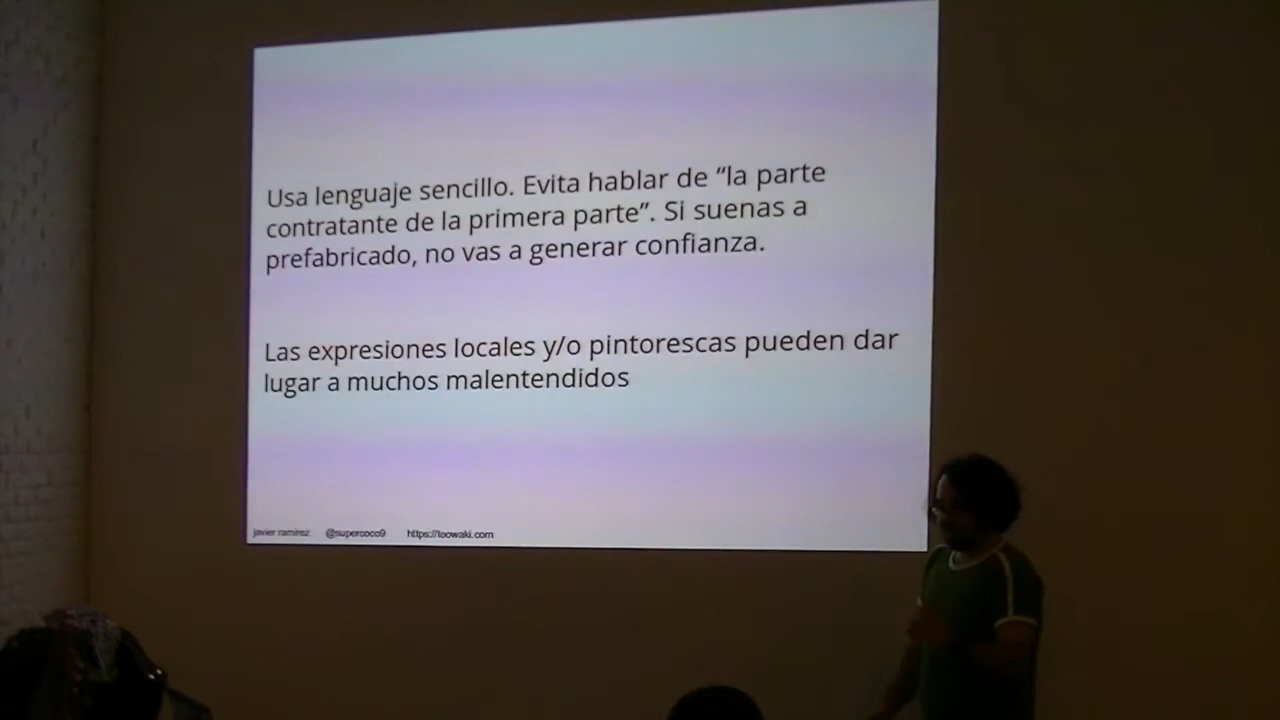 Usa lenguaje sencillo. Evita hablar de “la parte
contratante de la primera parte”. Si suenas a
prefabricado, no vas a generar confianza.
Las expresiones locales y/o pintorescas pueden dar
lugar a muchos malentendidos
javier ramirez @supercoco9 https://teowaki.com